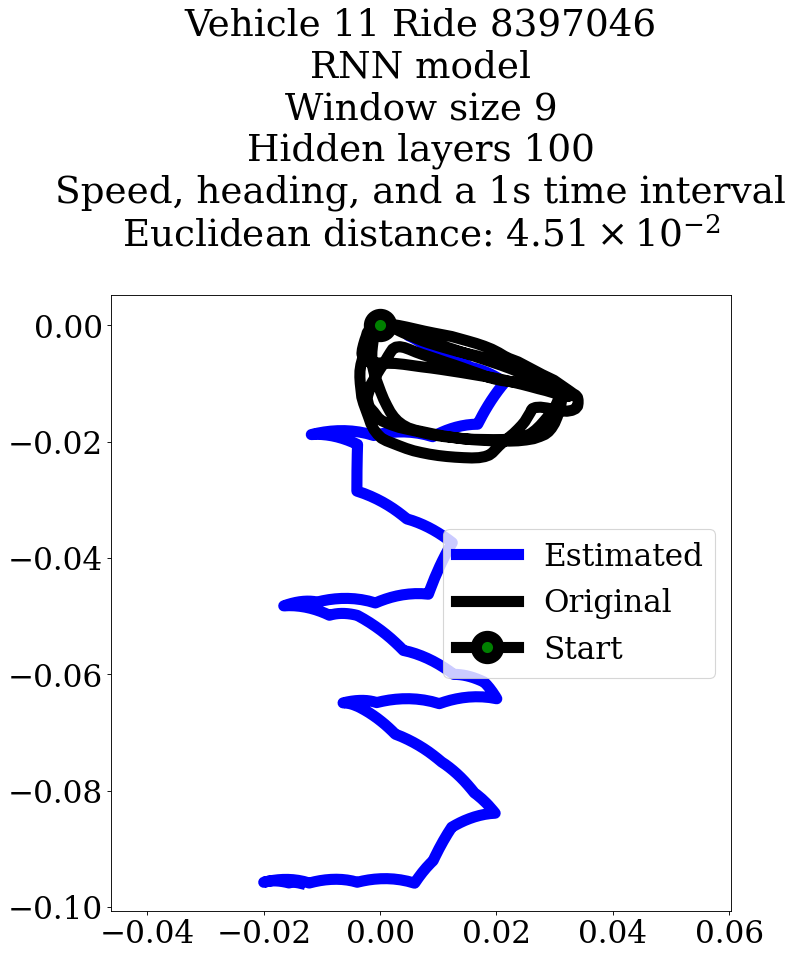 Vehicle 11 Ride 8397046
RNN model
Window size 9
Hidden layers 100
Speed, heading, and a 1s time interval
Euclidean distance: 4.51 × 10⁻²
0.00
−0.02
−0.04
−0.06
−0.08
−0.10
Estimated
Original
Start
−0.04 −0.02 0.00 0.02 0.04 0.06